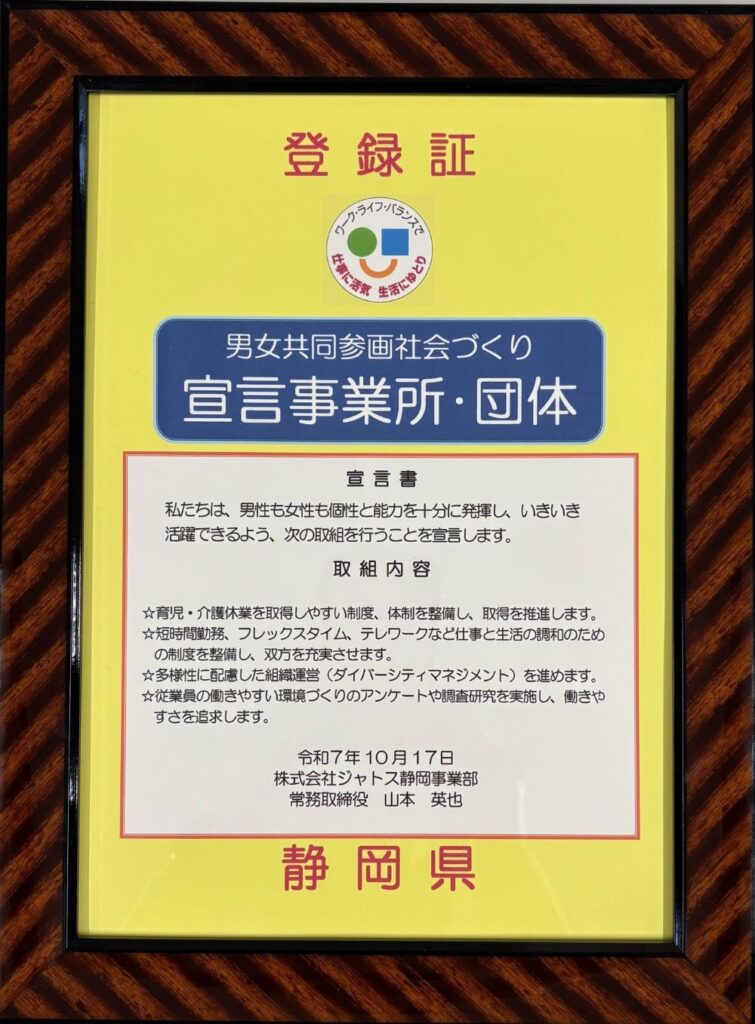 登録証
ワーク・ライフ・バランスで
仕事に活気 生活にゆとり
男女共同参画社会づくり
宣言事業所・団体
宣言書
私たちは、男性も女性も個性と能力を十分に発揮し、いきいき
活躍できるよう、次の取組を行うことを宣言します。
取組内容
☆育児・介護休業を取得しやすい制度、体制を整備し、取得を推進します。
☆短時間勤務、フレックスタイム、テレワークなど仕事と生活の調和のため
の制度を整備し、双方を充実させます。
☆多様性に配慮した組織運営（ダイバーシティマネジメント）を進めます。
☆従業員の働きやすい環境づくりのアンケートや調査研究を実施し、働きや
すさを追求します。
令和７年１０月１７日
株式会社ジャトス静岡事業部
常務取締役　山本　英也
静岡県